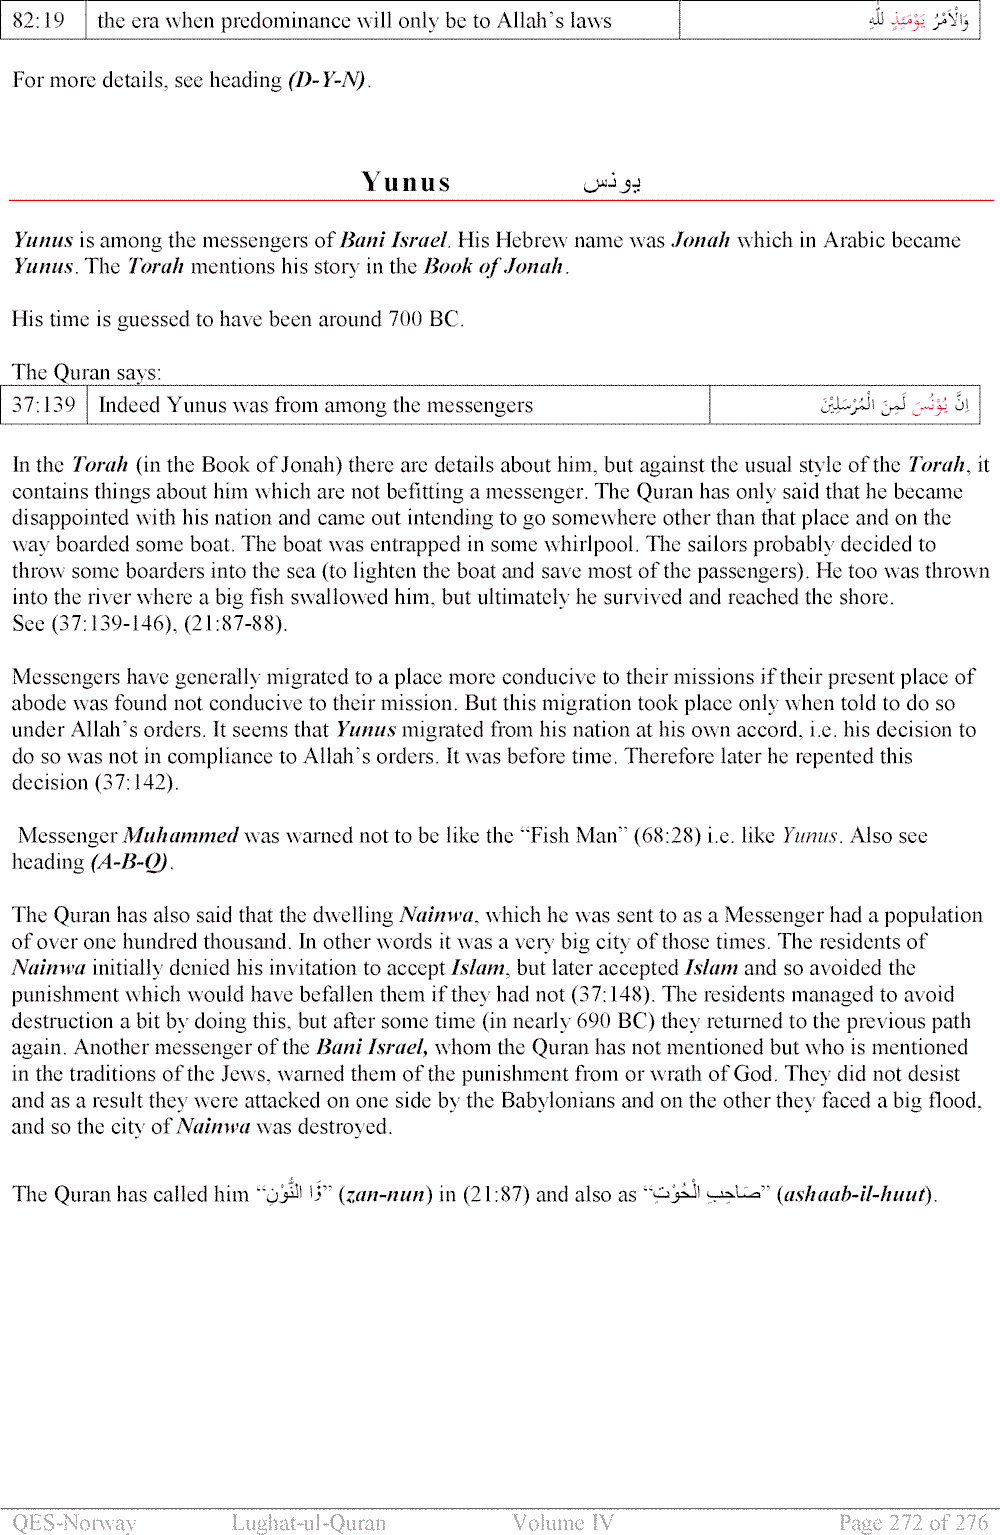 82:19 the era when predominance will only be to Allah’s laws وَالْاَمْرُ يَوْمَئِذٍ لِلّٰهِ
For more details, see heading (D-Y-N).
Yunus يونس
Yunus is among the messengers of Bani Israel. His Hebrew name was Jonah which in Arabic became
Yunus. The Torah mentions his story in the Book of Jonah.
His time is guessed to have been around 700 BC.
The Quran says:
37:139 Indeed Yunus was from among the messengers اِنَّ يُوْنُسَ لَمِنَ الْمُرْسَلِيْنَ
In the Torah (in the Book of Jonah) there are details about him, but against the usual style of the Torah, it
contains things about him which are not befitting a messenger. The Quran has only said that he became
disappointed with his nation and came out intending to go somewhere other than that place and on the
way boarded some boat. The boat was entrapped in some whirlpool. The sailors probably decided to
throw some boarders into the sea (to lighten the boat and save most of the passengers). He too was thrown
into the river where a big fish swallowed him, but ultimately he survived and reached the shore.
See (37:139-146), (21:87-88).
Messengers have generally migrated to a place more conducive to their missions if their present place of
abode was found not conducive to their mission. But this migration took place only when told to do so
under Allah’s orders. It seems that Yunus migrated from his nation at his own accord, i.e. his decision to
do so was not in compliance to Allah’s orders. It was before time. Therefore later he repented this
decision (37:142).
Messenger Muhammed was warned not to be like the “Fish Man” (68:28) i.e. like Yunus. Also see
heading (A-B-Q).
The Quran has also said that the dwelling Nainwa, which he was sent to as a Messenger had a population
of over one hundred thousand. In other words it was a very big city of those times. The residents of
Nainwa initially denied his invitation to accept Islam, but later accepted Islam and so avoided the
punishment which would have befallen them if they had not (37:148). The residents managed to avoid
destruction a bit by doing this, but after some time (in nearly 690 BC) they returned to the previous path
again. Another messenger of the Bani Israel, whom the Quran has not mentioned but who is mentioned
in the traditions of the Jews, warned them of the punishment from or wrath of God. They did not desist
and as a result they were attacked on one side by the Babylonians and on the other they faced a big flood,
and so the city of Nainwa was destroyed.
The Quran has called him “ذَا النُّوْنِ” (zan-nun) in (21:87) and also as “صَاحِبِ الْحُوْتِ” (ashaab-il-huut).
QES-Norway Lughat-ul-Quran Volume IV Page 272 of 276